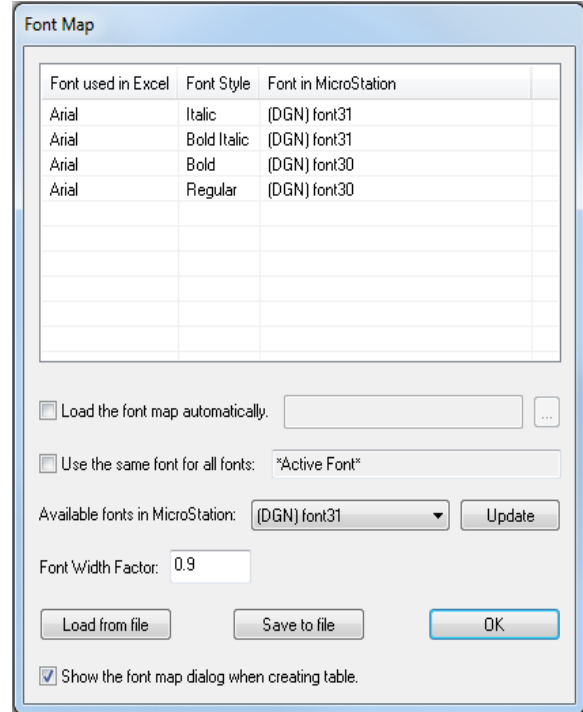 Font Map
Font used in Excel Font Style Font in MicroStation
Arial Italic (DGN) font31
Arial Bold Italic (DGN) font31
Arial Bold (DGN) font30
Arial Regular (DGN) font30
Load the font map automatically. ...
Use the same font for all fonts: *Active Font*
Available fonts in MicroStation: (DGN) font31 Update
Font Width Factor: 0.9
Load from file Save to file OK
Show the font map dialog when creating table.